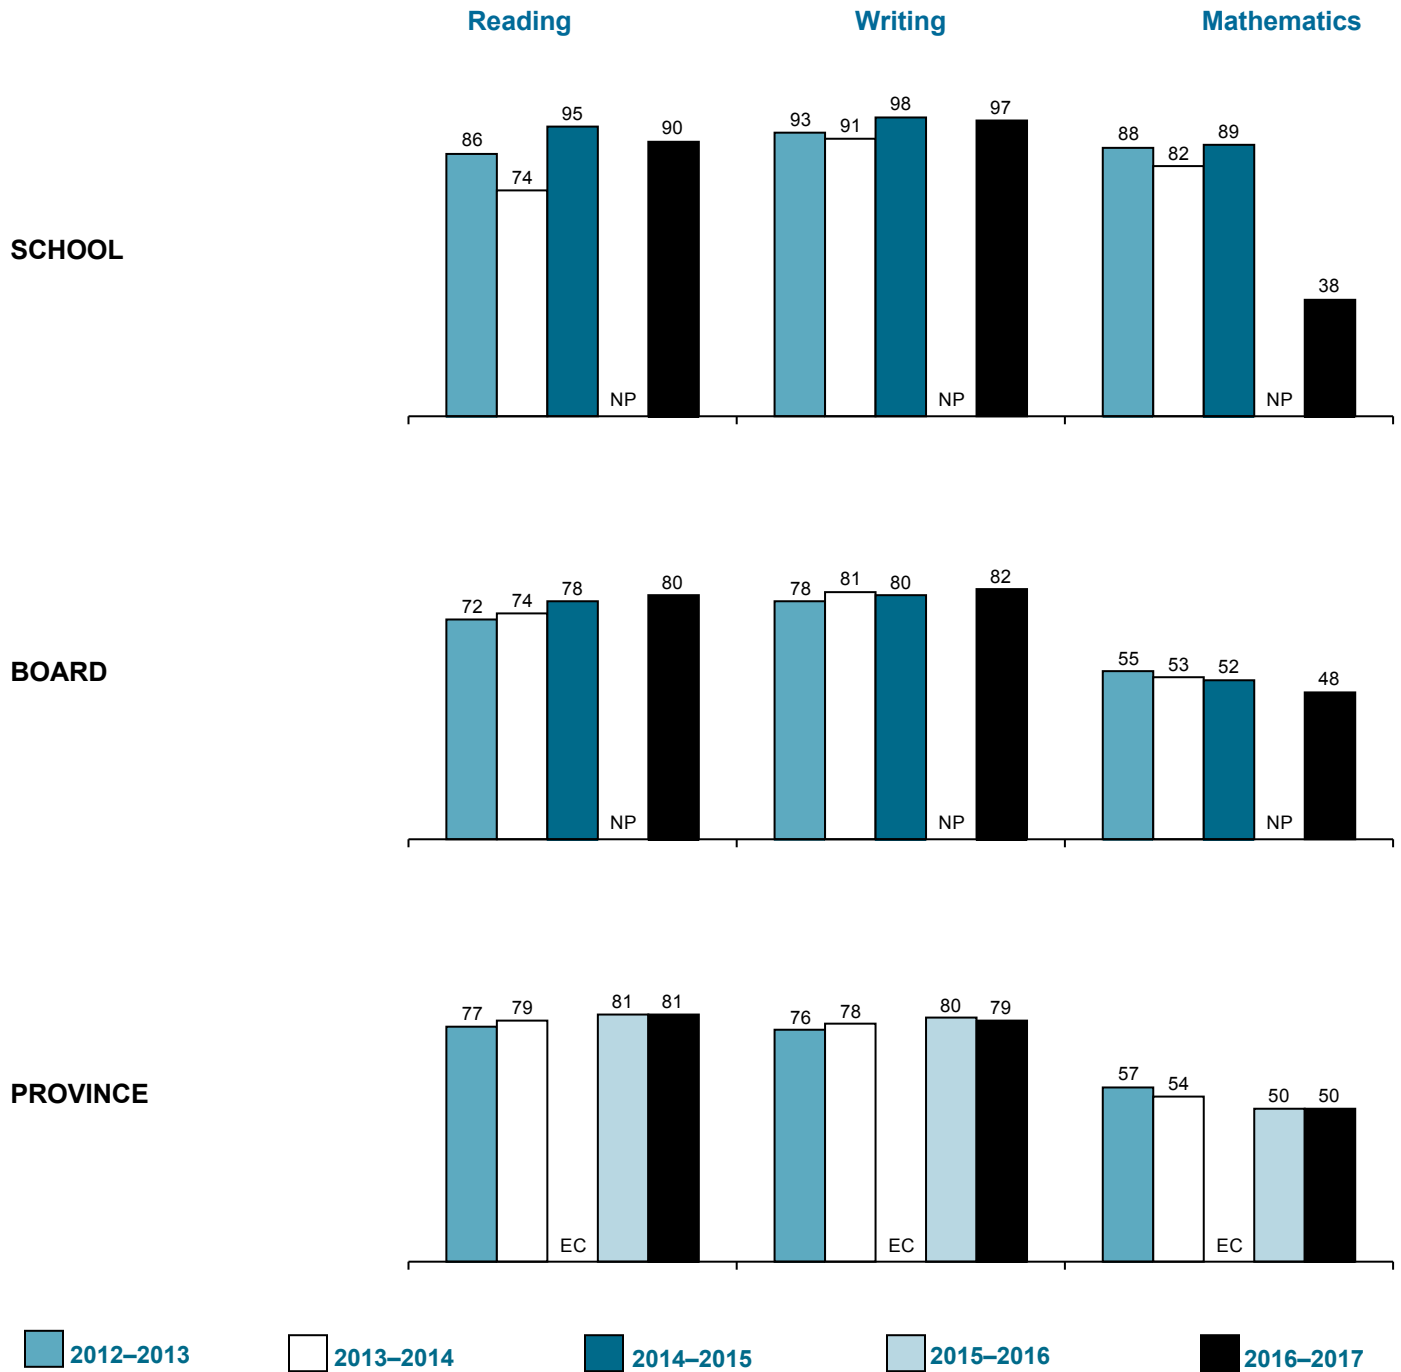 Reading Writing Mathematics
SCHOOL
86 74 95 NP 90 93 91 98 NP 97 88 82 89 NP 38
BOARD
72 74 78 NP 80 78 81 80 NP 82 55 53 52 NP 48
PROVINCE
77 79 EC 81 81 76 78 EC 80 79 57 54 EC 50 50
2012–2013 2013–2014 2014–2015 2015–2016 2016–2017